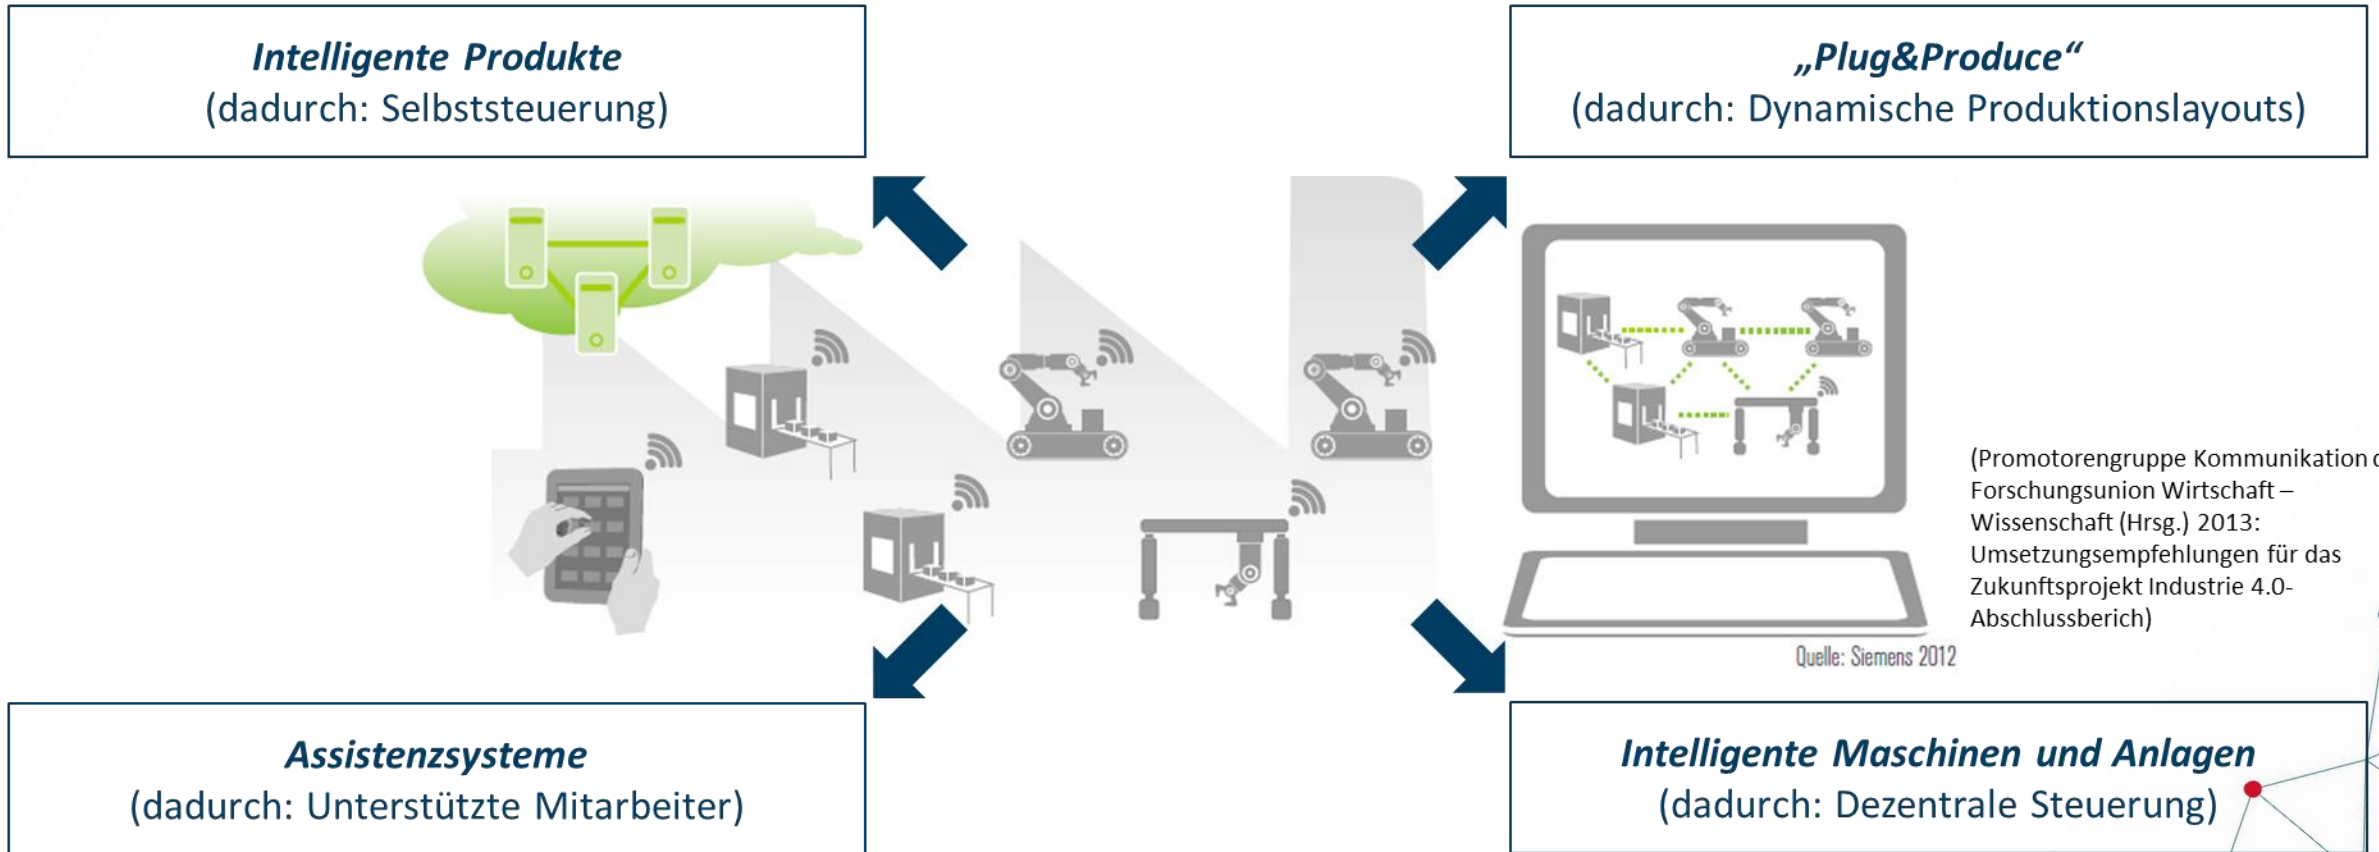 Intelligente Produkte
(dadurch: Selbststeuerung)
„Plug&Produce“
(dadurch: Dynamische Produktionslayouts)
(Promotorengruppe Kommunikation
Forschungsunion Wirtschaft –
Wissenschaft (Hrsg.) 2013:
Umsetzungsempfehlungen für das
Zukunftsprojekt Industrie 4.0-
Abschlussberich)
Quelle: Siemens 2012
Assistenzsysteme
(dadurch: Unterstützte Mitarbeiter)
Intelligente Maschinen und Anlagen
(dadurch: Dezentrale Steuerung)